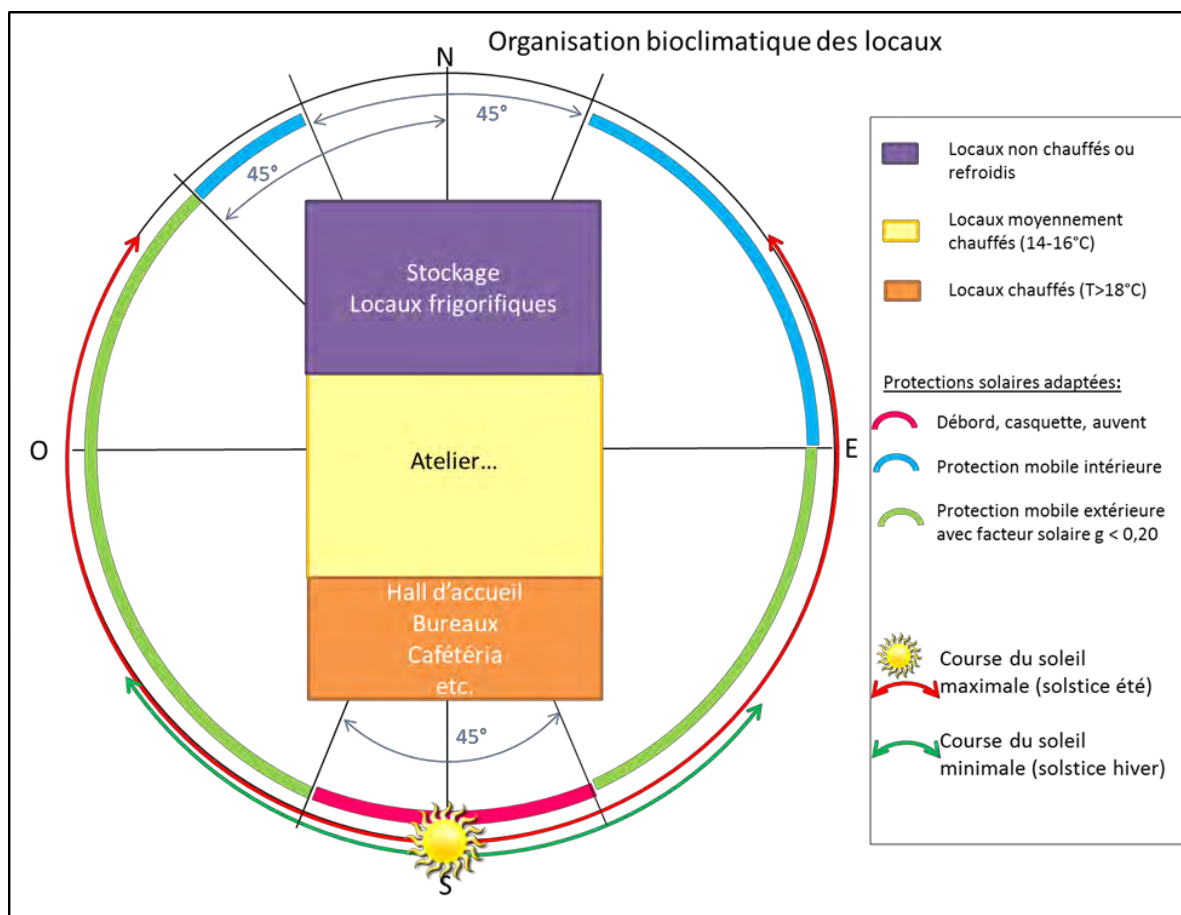 Organisation bioclimatique des locaux
N
45°
45°
Stockage
Locaux frigorifiques
O
Atelier...
E
Hall d'accueil
Bureaux
Cafétéria
etc.
45°
S
Locaux non chauffés ou
refroidis
Locaux moyennement
chauffés (14-16°C)
Locaux chauffés (T>18°C)
Protections solaires adaptées:
Débord, casquette, auvent
Protection mobile intérieure
Protection mobile extérieure
avec facteur solaire g < 0,20
Course du soleil
maximale (solstice été)
Course du soleil
minimale (solstice hiver)